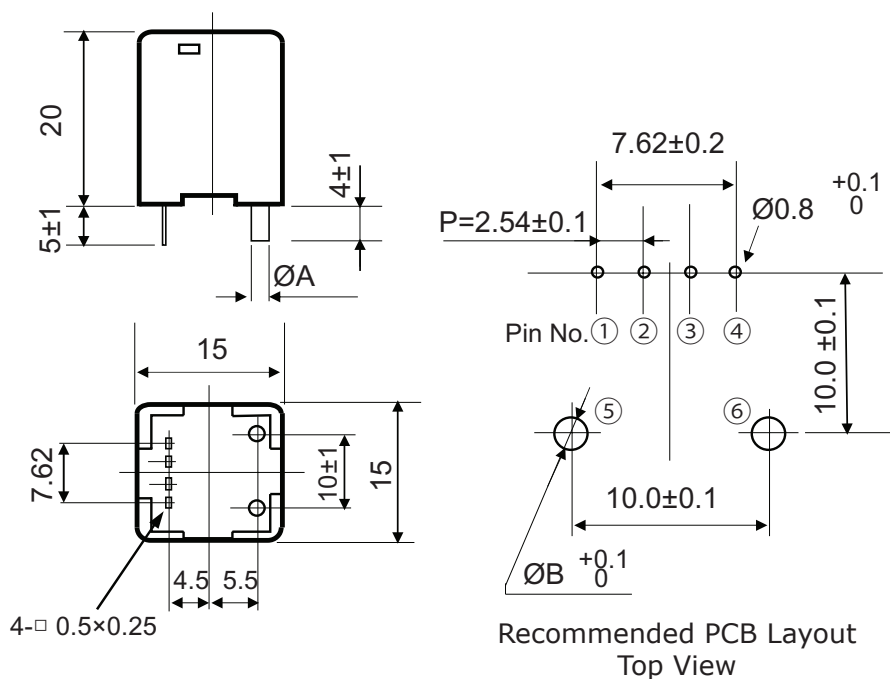 20
5±1
4±1
ØA
15
7.62
10±1
15
4.5 5.5
4-□ 0.5×0.25
7.62±0.2
P=2.54±0.1
Ø0.8 +0.1 0
Pin No. ① ② ③ ④
10.0 ±0.1
⑤ ⑥
10.0±0.1
ØB +0.1 0
Recommended PCB Layout
Top View